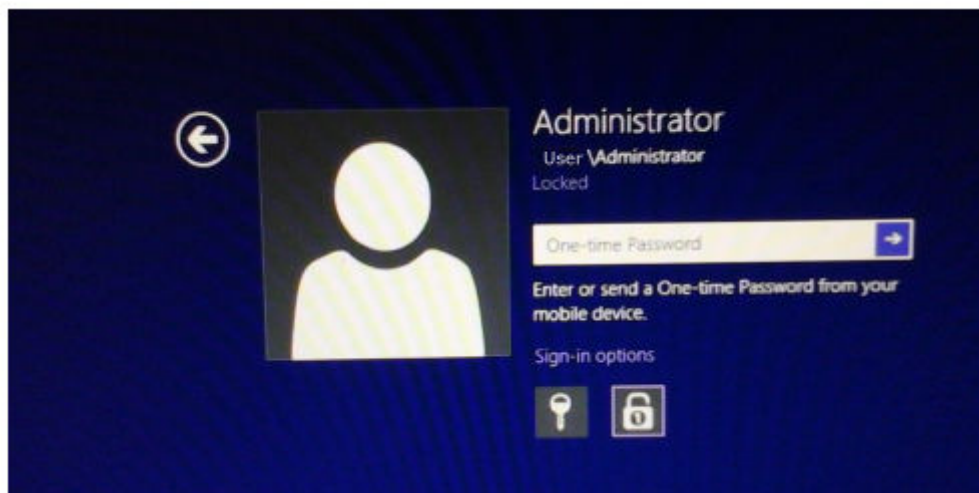 Administrator
User \Administrator
Locked
One-time Password
Enter or send a One-time Password from your
mobile device.
Sign-in options
1